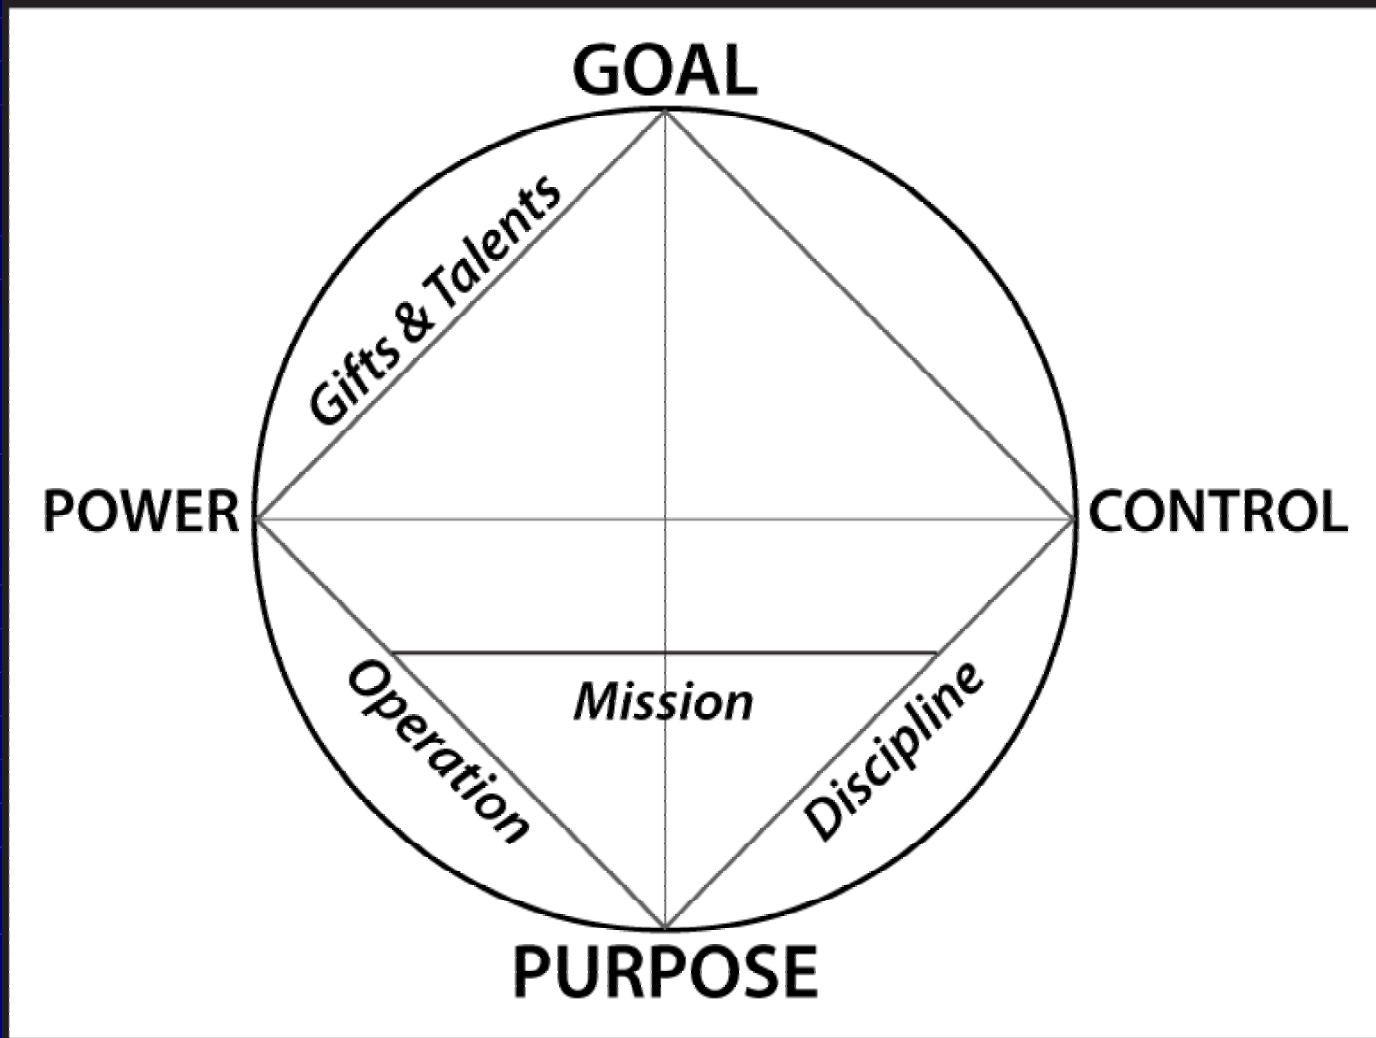 GOAL
Gifts & Talents
POWER
CONTROL
Operation
Mission
Discipline
PURPOSE